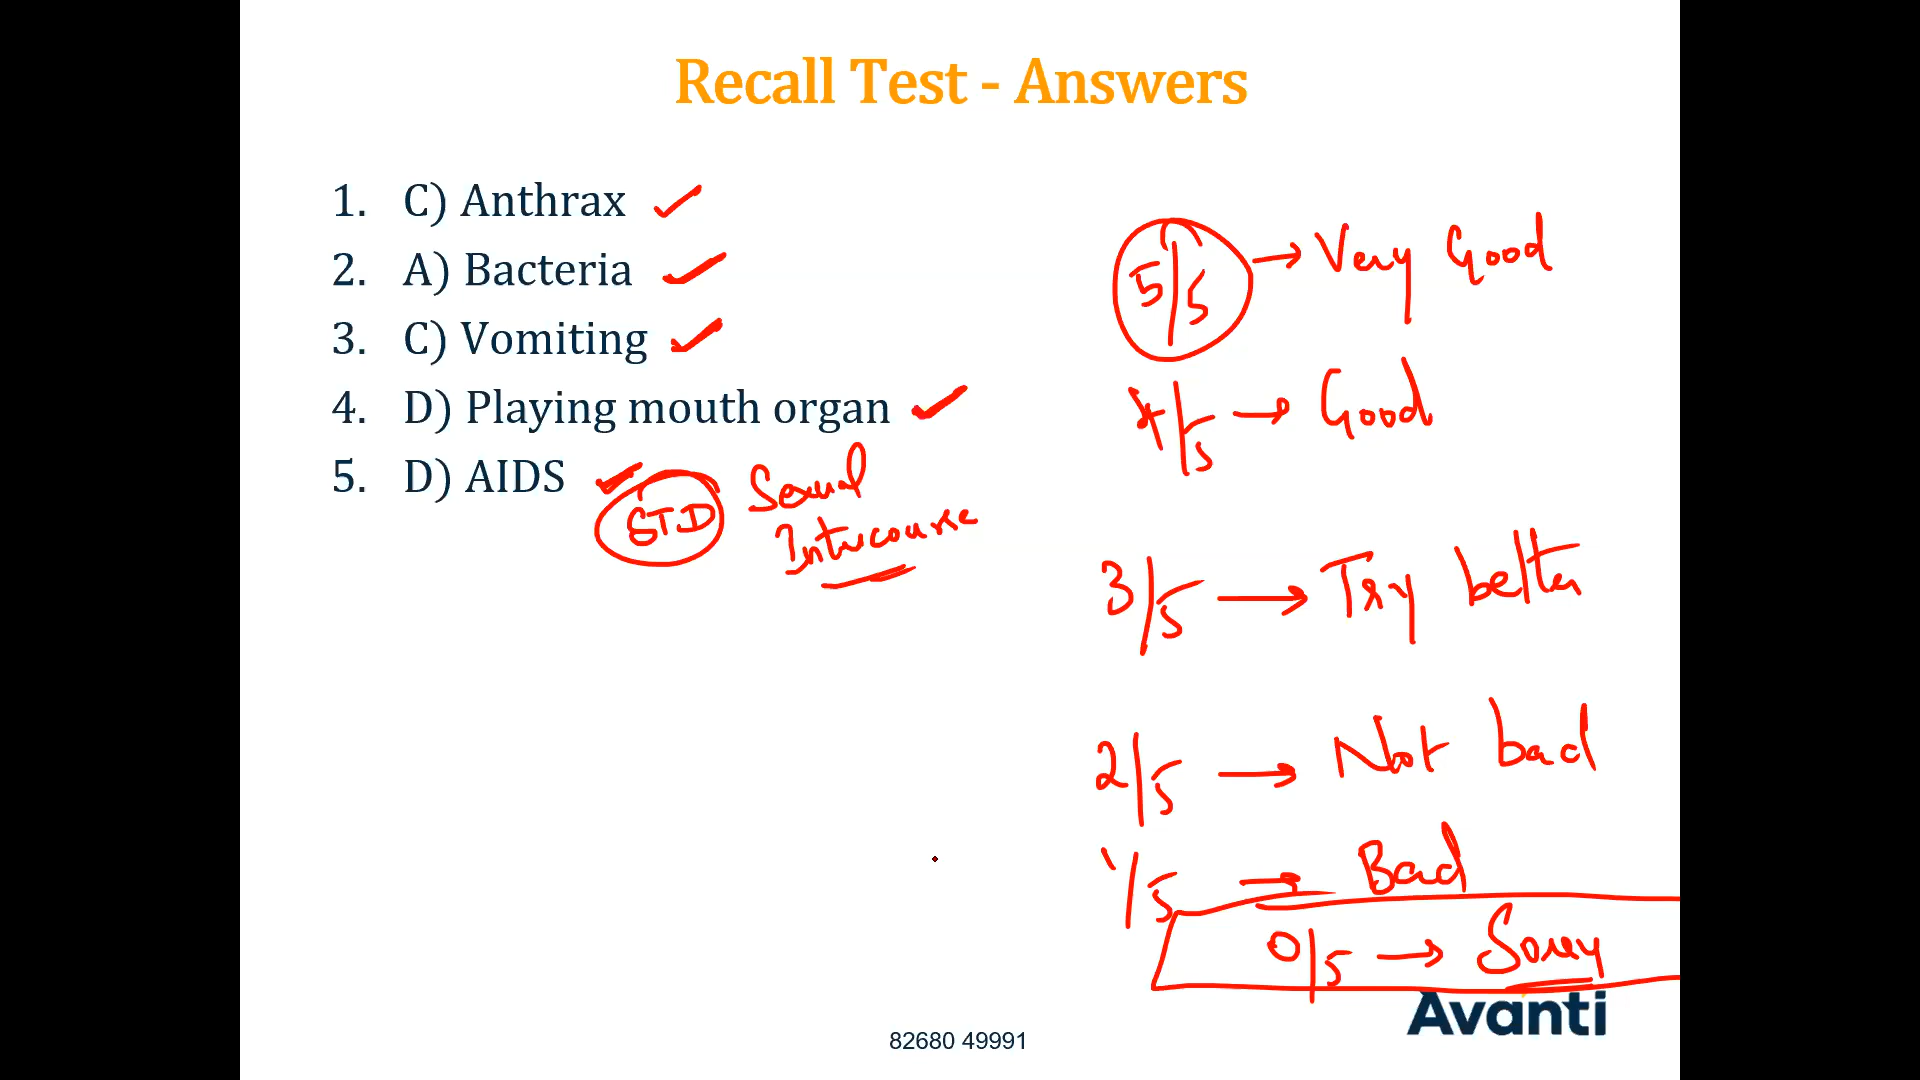 Recall Test - Answers
1. C) Anthrax
2. A) Bacteria
3. C) Vomiting
4. D) Playing mouth organ
5. D) AIDS
STD Sexual
Intercourse
5/5 → Very Good
4/5 → Good
3/5 → Try better
2/5 → Not bad
1/5 → Bad
0/5 → Sorry
Avanti
82680 49991